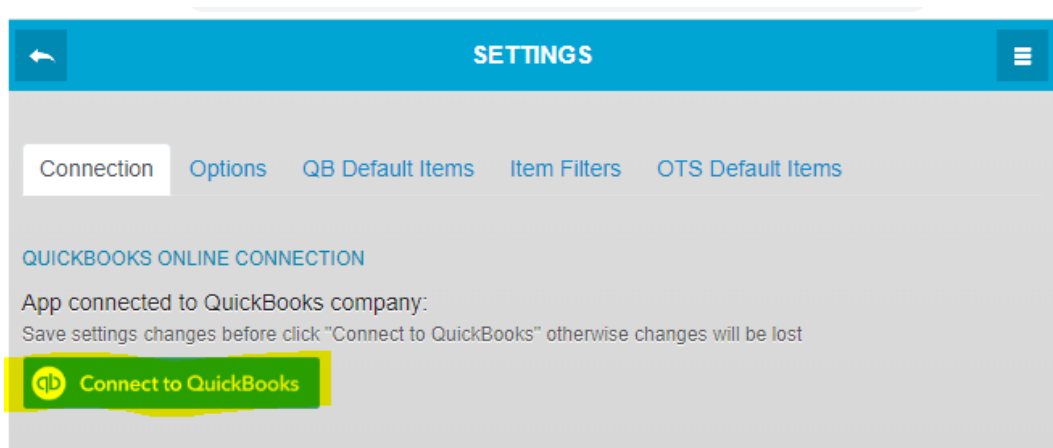 SETTINGS
Connection Options QB Default Items Item Filters OTS Default Items
QUICKBOOKS ONLINE CONNECTION
App connected to QuickBooks company:
Save settings changes before click "Connect to QuickBooks" otherwise changes will be lost
qb Connect to QuickBooks